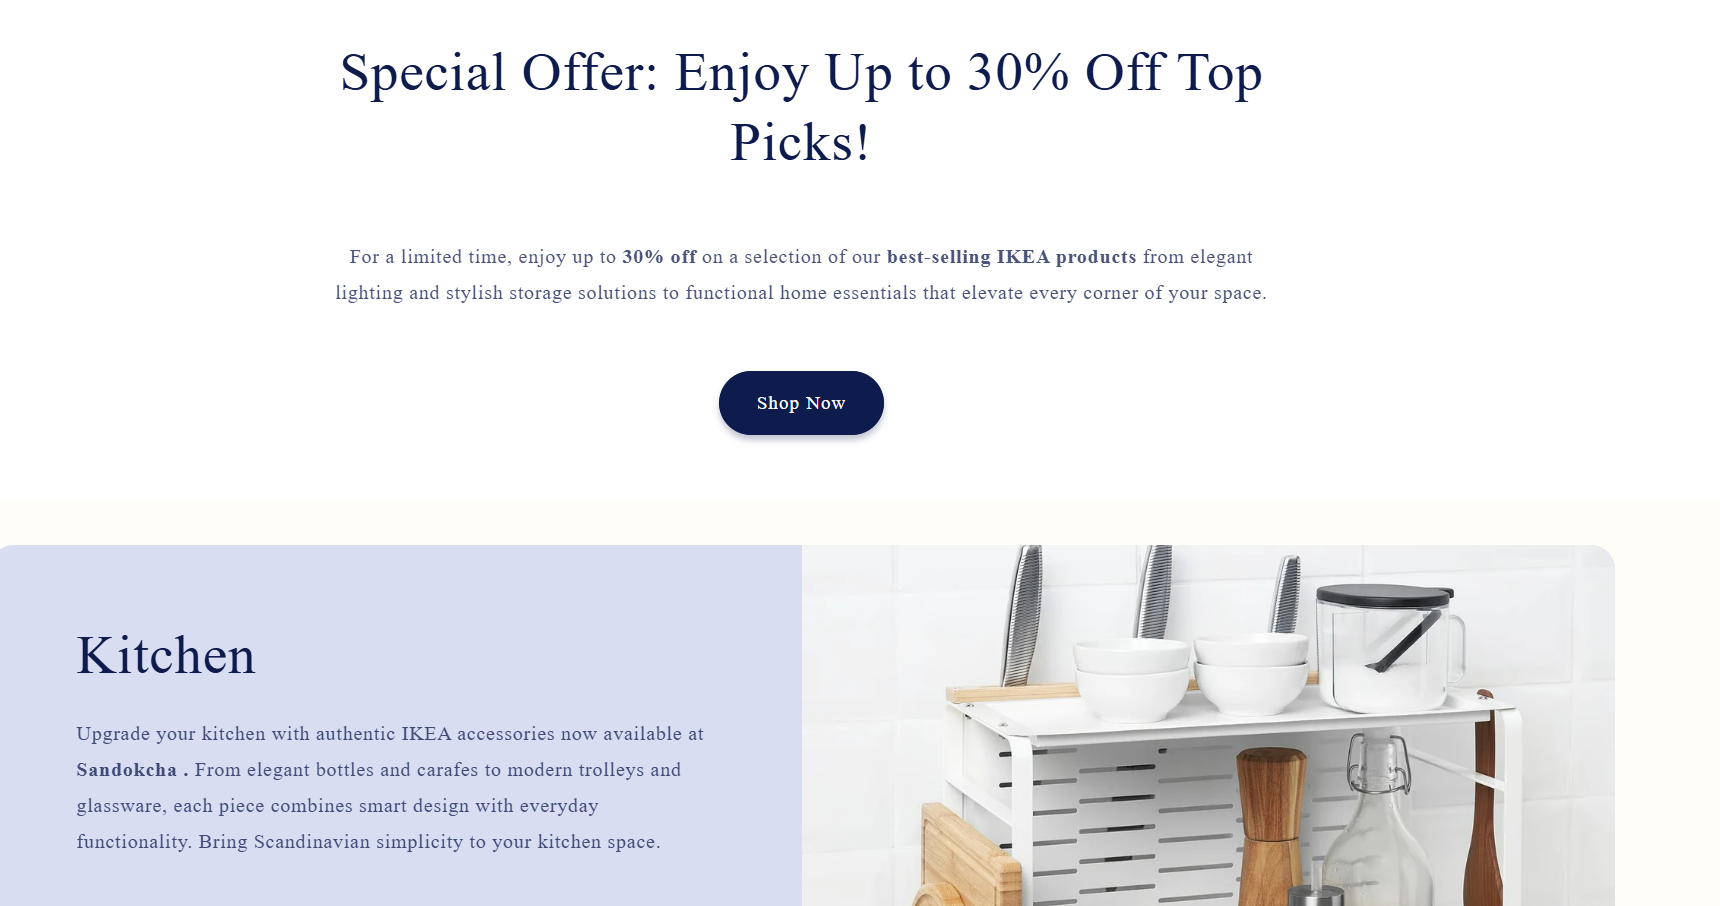 Special Offer: Enjoy Up to 30% Off Top
Picks!
For a limited time, enjoy up to 30% off on a selection of our best-selling IKEA products from elegant
lighting and stylish storage solutions to functional home essentials that elevate every corner of your space.
Shop Now
Kitchen
Upgrade your kitchen with authentic IKEA accessories now available at
Sandokcha . From elegant bottles and carafes to modern trolleys and
glassware, each piece combines smart design with everyday
functionality. Bring Scandinavian simplicity to your kitchen space.